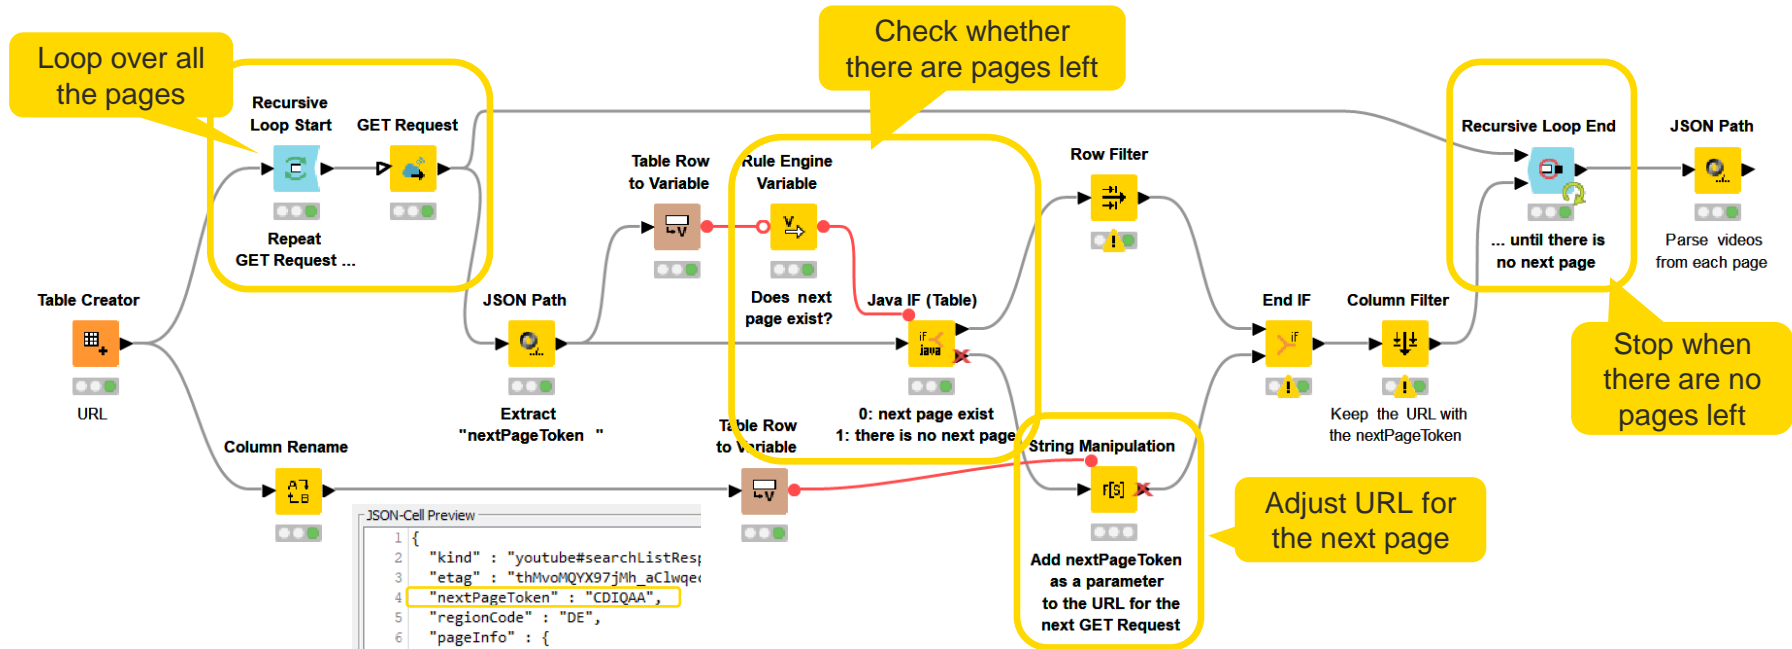 Loop over all
the pages
Check whether
there are pages left
Recursive
Loop Start
GET Request
Repeat
GET Request ...
Table Row
to Variable
Rule Engine
Variable
Does next
page exist?
Row Filter
Recursive Loop End
... until there is
no next page
JSON Path
Parse videos
from each page
Table Creator
URL
JSON Path
Extract
"nextPageToken "
Java IF (Table)
if
java
0: next page exist
1: there is no next page
End IF
if
Column Filter
Keep the URL with
the nextPageToken
Stop when
there are no
pages left
Column Rename
Table Row
to Variable
String Manipulation
r[s]
Add nextPageToken
as a parameter
to the URL for the
next GET Request
Adjust URL for
the next page
JSON-Cell Preview
1 {
2 "kind" : "youtube#searchListResp
3 "etag" : "thMvoMQYX97jMh_aClwqec
4 "nextPageToken" : "CDIQAA",
5 "regionCode" : "DE",
6 "pageInfo" : {